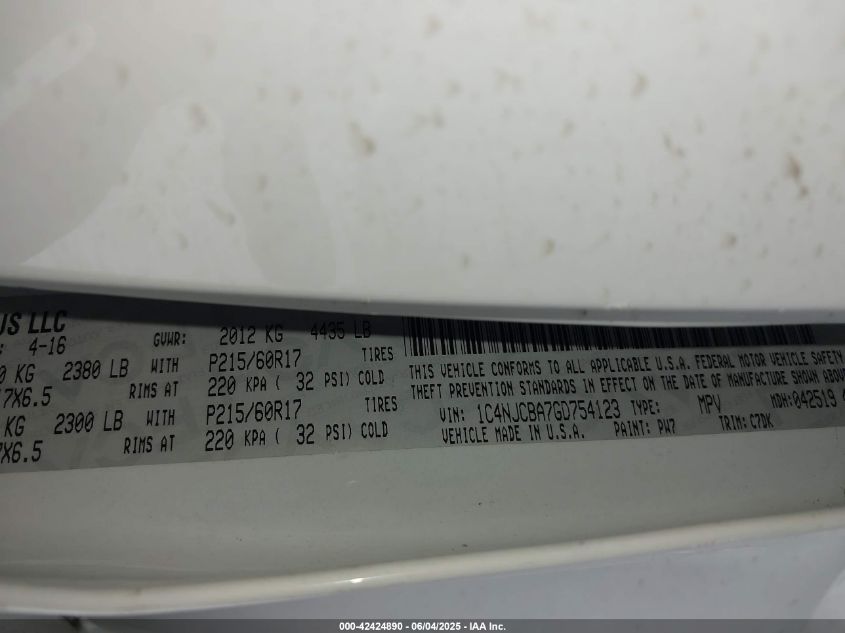 US LLC
4-16 GVWR: 2012 KG 4435 LB
KG 2380 LB WITH P215/60R17 TIRES
7X6.5 RIMS AT 220 KPA ( 32 PSI) COLD
KG 2300 LB WITH P215/60R17 TIRES
X6.5 RIMS AT 220 KPA ( 32 PSI) COLD
THIS VEHICLE CONFORMS TO ALL APPLICABLE U.S.A. FEDERAL MOTOR VEHICLE SAFETY
THEFT PREVENTION STANDARDS IN EFFECT ON THE DATE OF MANUFACTURE SHOWN ABOVE
VIN: 1C4NJCBA7GD754123 TYPE: MPV MDH:042519
VEHICLE MADE IN U.S.A. PAINT: PW7 TRIM: C7DK
000-42424890 - 06/04/2025 - IAA Inc.